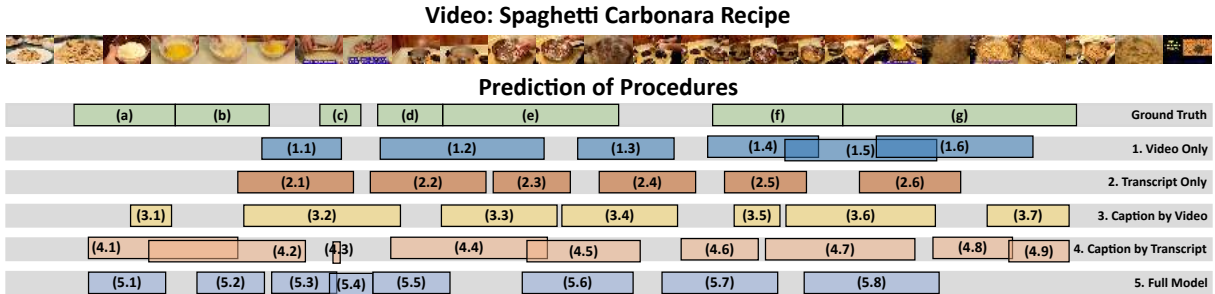 Video: Spaghetti Carbonara Recipe
Prediction of Procedures
(a) (b) (c) (d) (e) (f) (g) Ground Truth
(1.1) (1.2) (1.3) (1.4) (1.5) (1.6) 1. Video Only
(2.1) (2.2) (2.3) (2.4) (2.5) (2.6) 2. Transcript Only
(3.1) (3.2) (3.3) (3.4) (3.5) (3.6) (3.7) 3. Caption by Video
(4.1) (4.2) (4.3) (4.4) (4.5) (4.6) (4.7) (4.8) (4.9) 4. Caption by Transcript
(5.1) (5.2) (5.3) (5.4) (5.5) (5.6) (5.7) (5.8) 5. Full Model